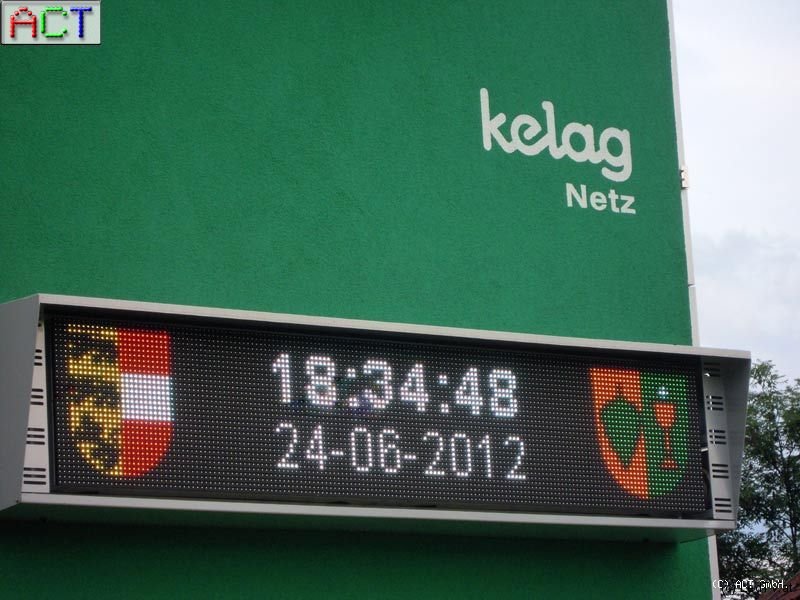 ACT
kelag
Netz
18:34:48
24-06-2012
(C) ACT GmbH.